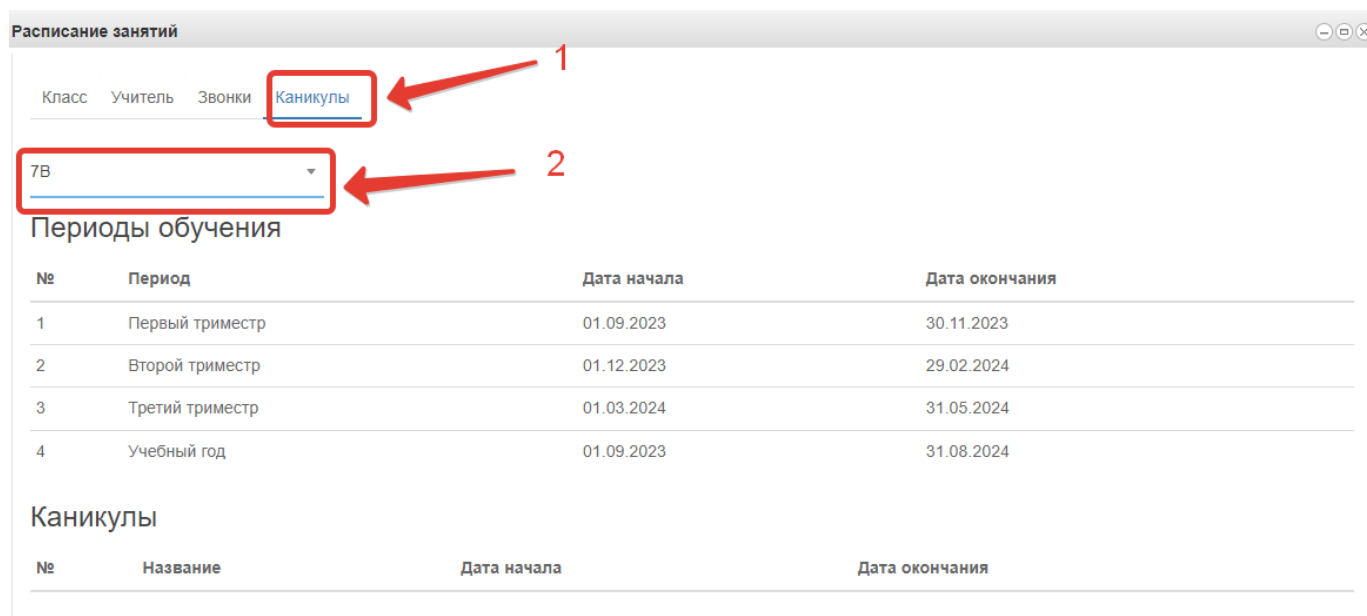 Расписание занятий
1
Класс Учитель Звонки Каникулы
7В
2
Периоды обучения
№ Период Дата начала Дата окончания
1 Первый триместр 01.09.2023 30.11.2023
2 Второй триместр 01.12.2023 29.02.2024
3 Третий триместр 01.03.2024 31.05.2024
4 Учебный год 01.09.2023 31.08.2024
Каникулы
№ Название Дата начала Дата окончания